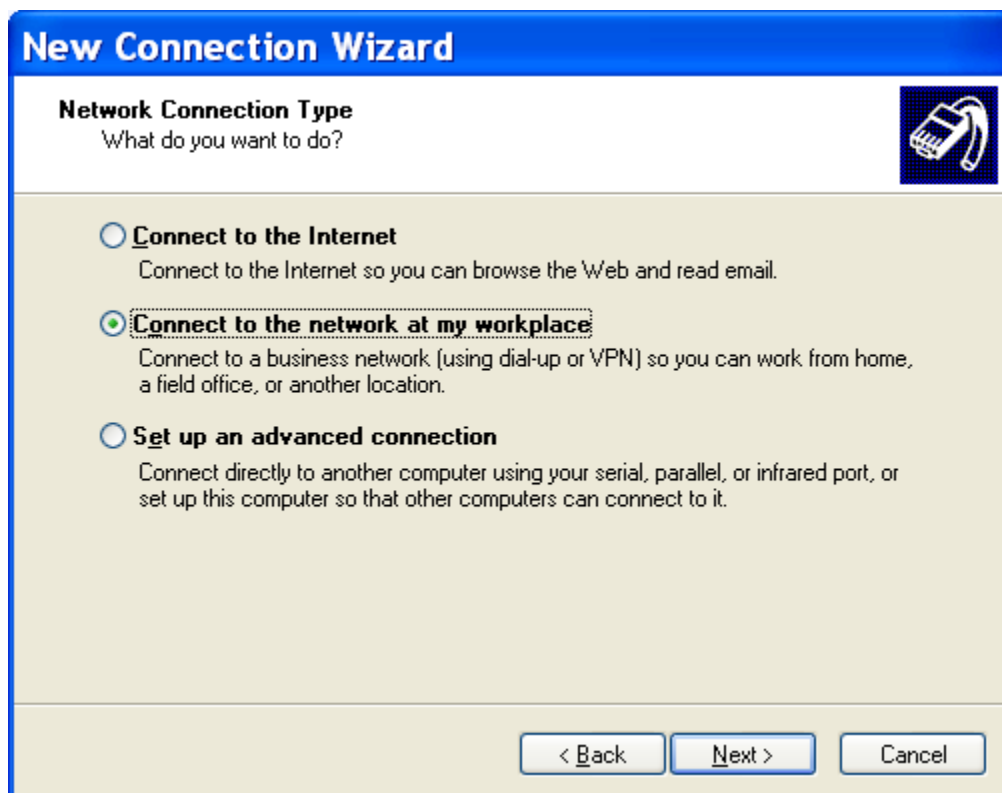 New Connection Wizard
Network Connection Type
What do you want to do?
Connect to the Internet
Connect to the Internet so you can browse the Web and read email.
Connect to the network at my workplace
Connect to a business network (using dial-up or VPN) so you can work from home,
a field office, or another location.
Set up an advanced connection
Connect directly to another computer using your serial, parallel, or infrared port, or
set up this computer so that other computers can connect to it.
< Back
Next >
Cancel